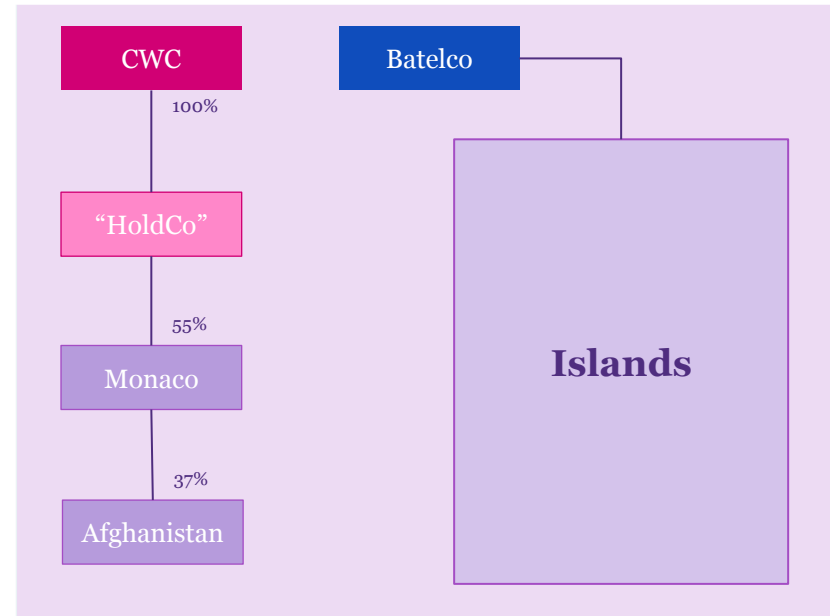 CWC
100%
“HoldCo”
55%
Monaco
37%
Afghanistan
Batelco
Islands